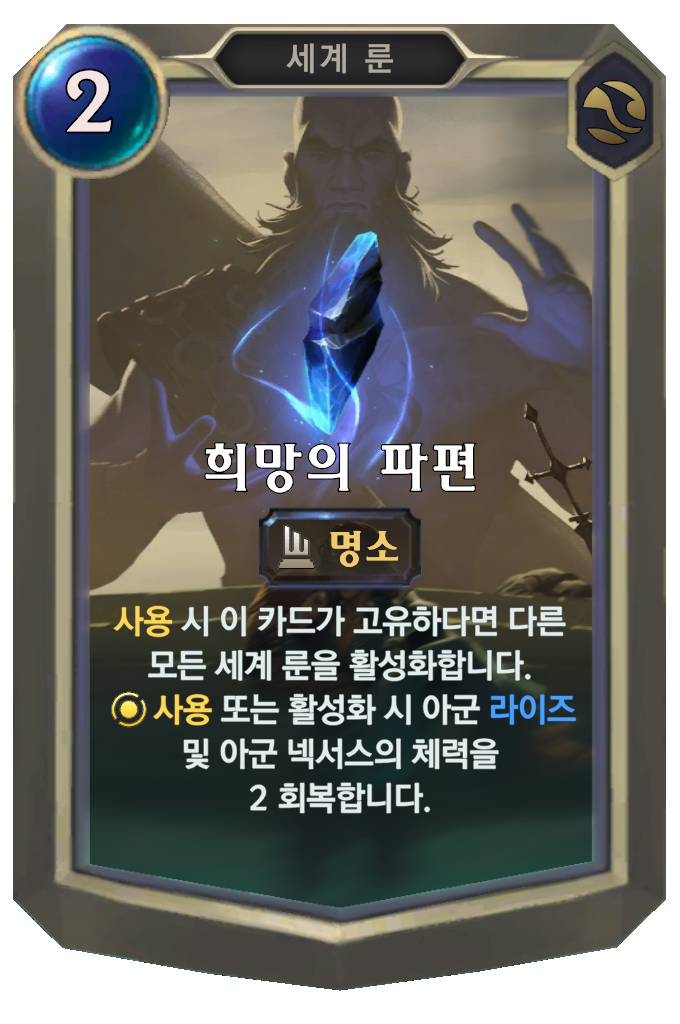 세계 룬
2
희망의 파편
명소
사용 시 이 카드가 고유하다면 다른
모든 세계 룬을 활성화합니다.
사용 또는 활성화 시 아군 라이즈
및 아군 넥서스의 체력을
2 회복합니다.